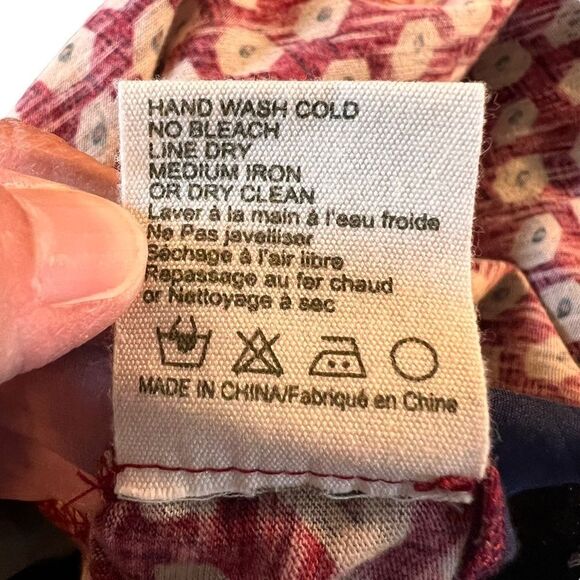 HAND WASH COLD
NO BLEACH
LINE DRY
MEDIUM IRON
OR DRY CLEAN
Laver à la main à l'eau froide
Ne Pas javelliser
Séchage à l'air libre
Repassage au fer chaud
or Nettoyage à sec
MADE IN CHINA/Fabriqué en Chine